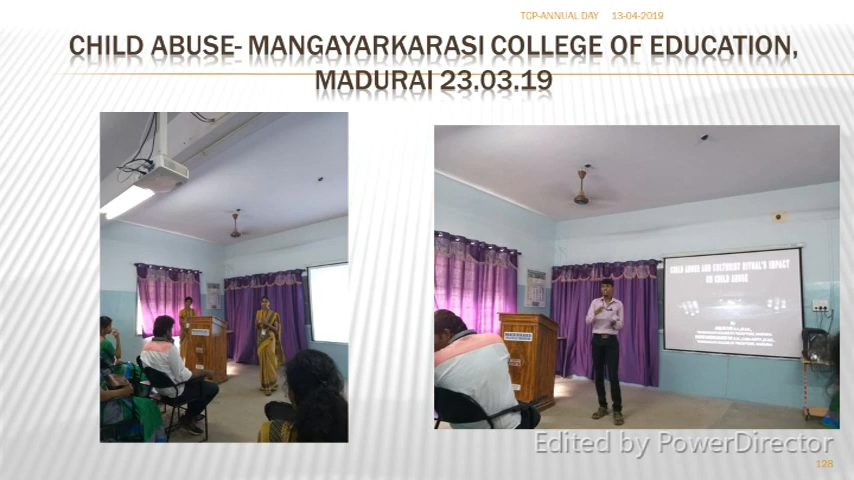 TCP-ANNUAL DAY 13-04-2019
CHILD ABUSE- MANGAYARKARASI COLLEGE OF EDUCATION,
MADURAI 23.03.19
CHILD ABUSE AND CULTURIST RITUAL'S IMPACT
ON CHILD ABUSE
By
Edited by PowerDirector
128